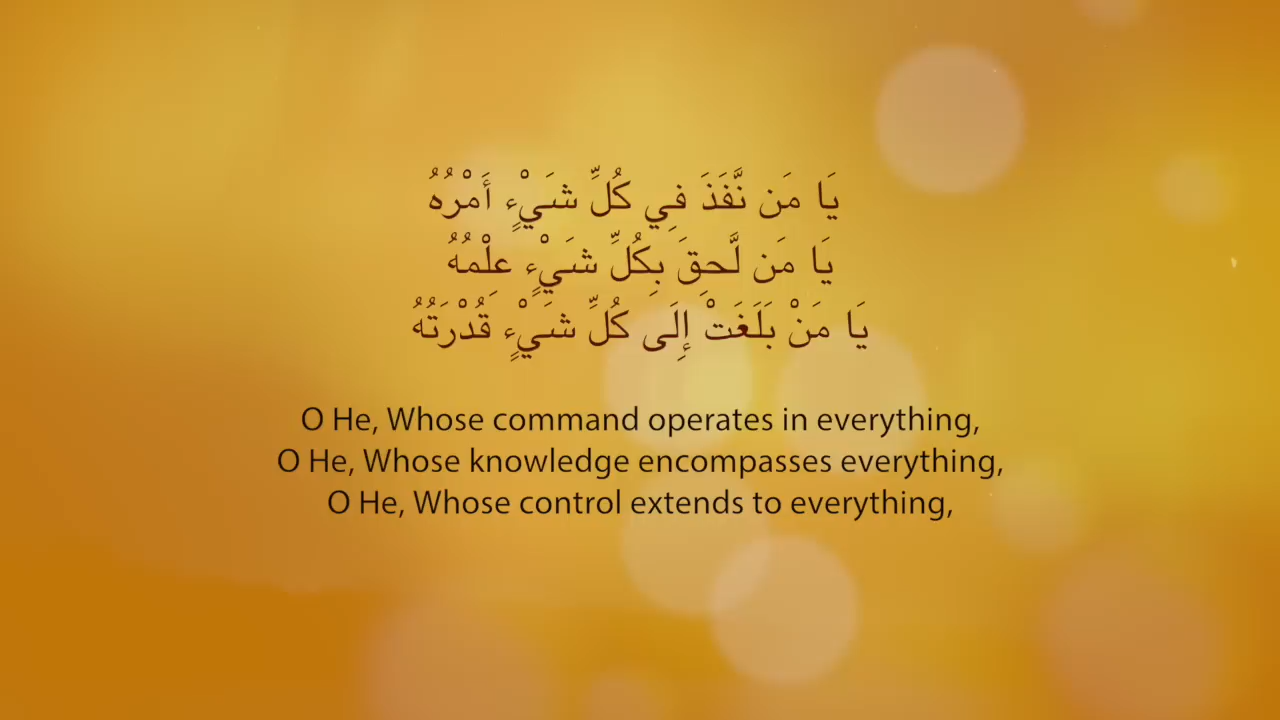 يَا مَن نَّفَذَ فِي كُلِّ شَيْءٍ أَمْرُهُ
يَا مَن لَّحِقَ بِكُلِّ شَيْءٍ عِلْمُهُ
يَا مَنْ بَلَغَتْ إِلَى كُلِّ شَيْءٍ قُدْرَتُهُ
O He, Whose command operates in everything,
O He, Whose knowledge encompasses everything,
O He, Whose control extends to everything,